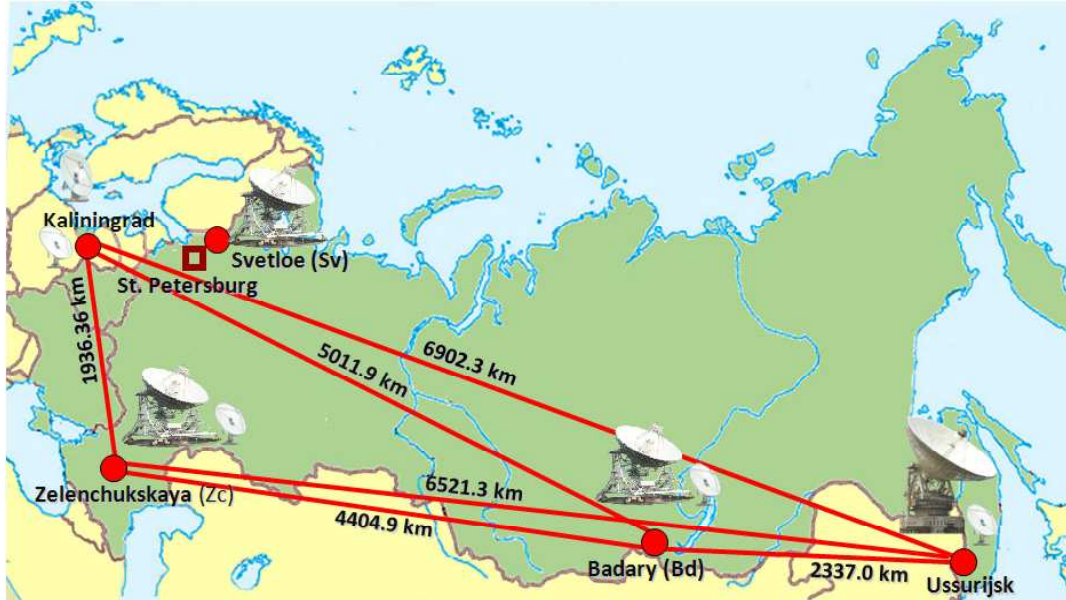 Kaliningrad
Svetloe (Sv)
St. Petersburg
1936.36 km
6902.3 km
5011.9 km
Zelenchukskaya (Zc)
6521.3 km
4404.9 km
Badary (Bd)
2337.0 km
Ussurijsk